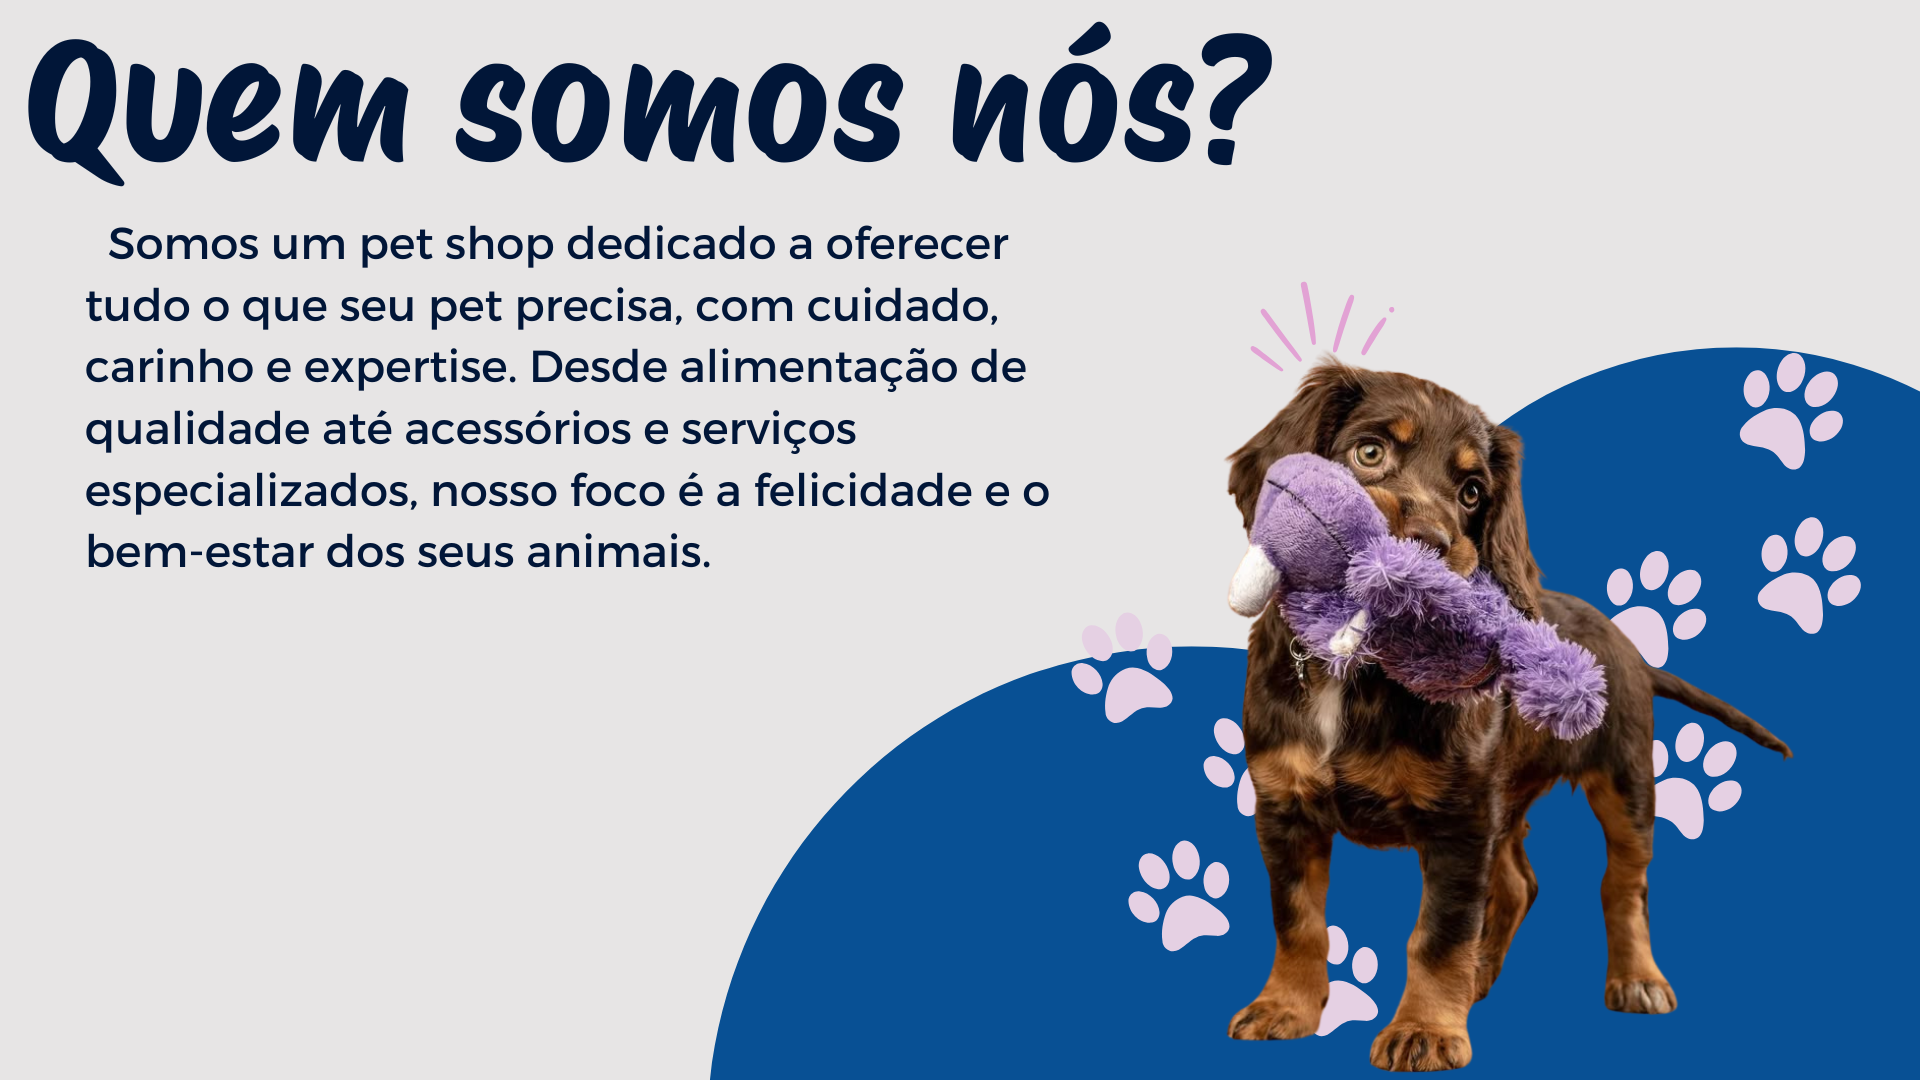 Quem somos nós?
Somos um pet shop dedicado a oferecer
tudo o que seu pet precisa, com cuidado,
carinho e expertise. Desde alimentação de
qualidade até acessórios e serviços
especializados, nosso foco é a felicidade e o
bem-estar dos seus animais.